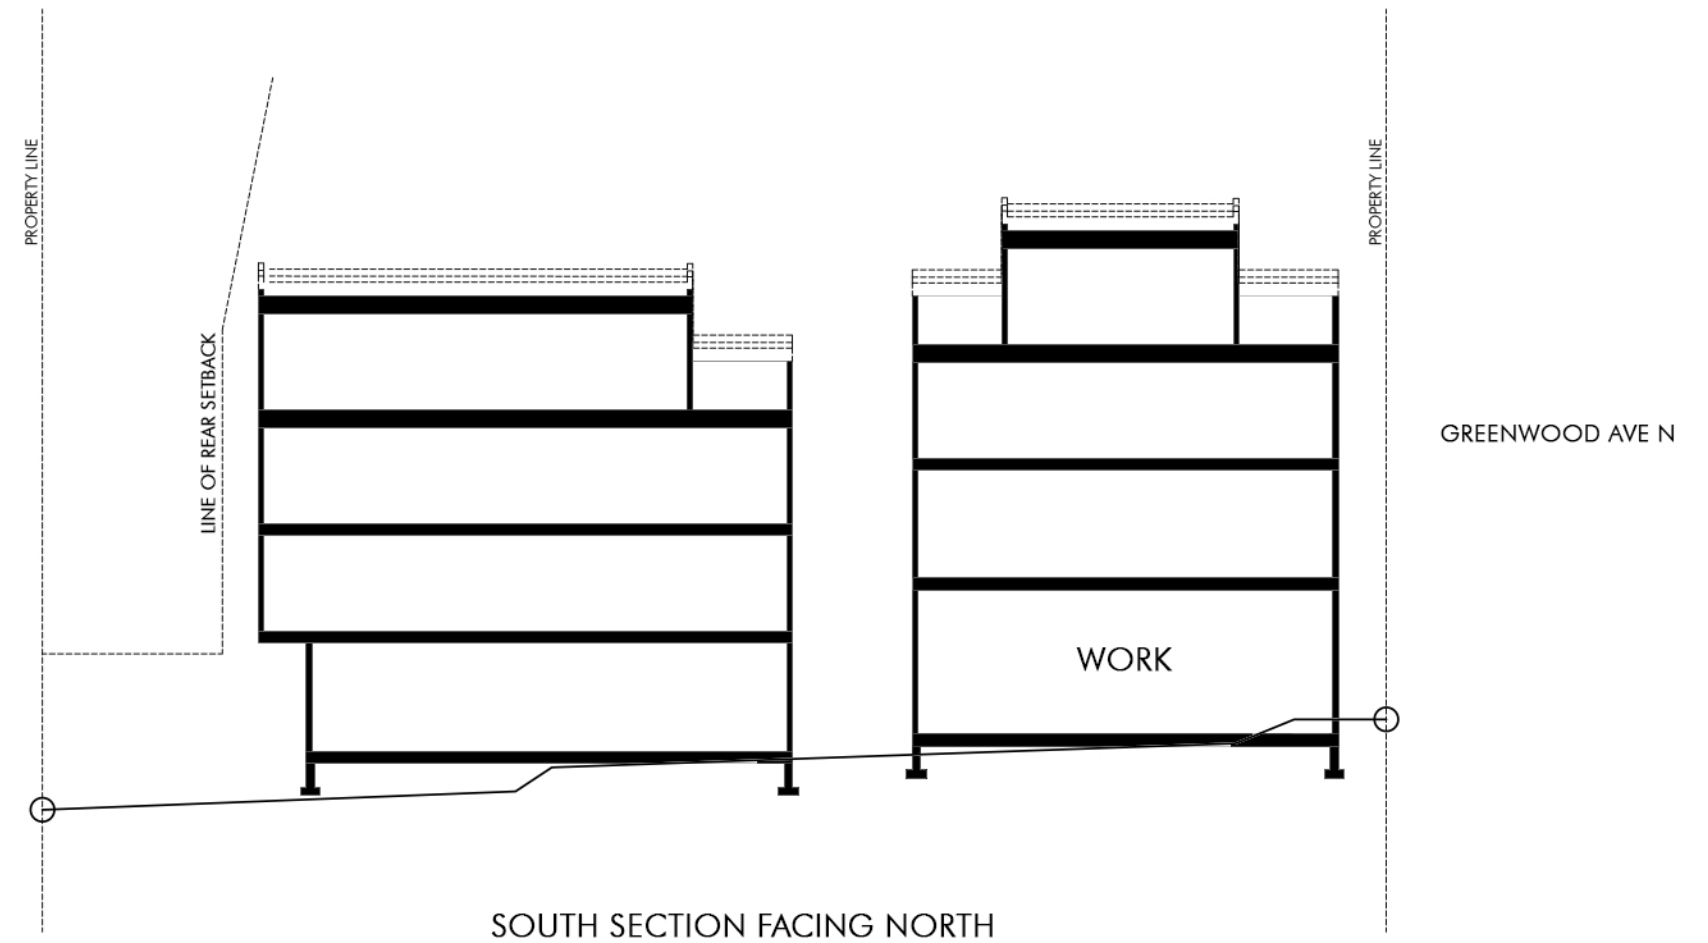 PROPERTY LINE
LINE OF REAR SETBACK
PROPERTY LINE
GREENWOOD AVE N
WORK
SOUTH SECTION FACING NORTH